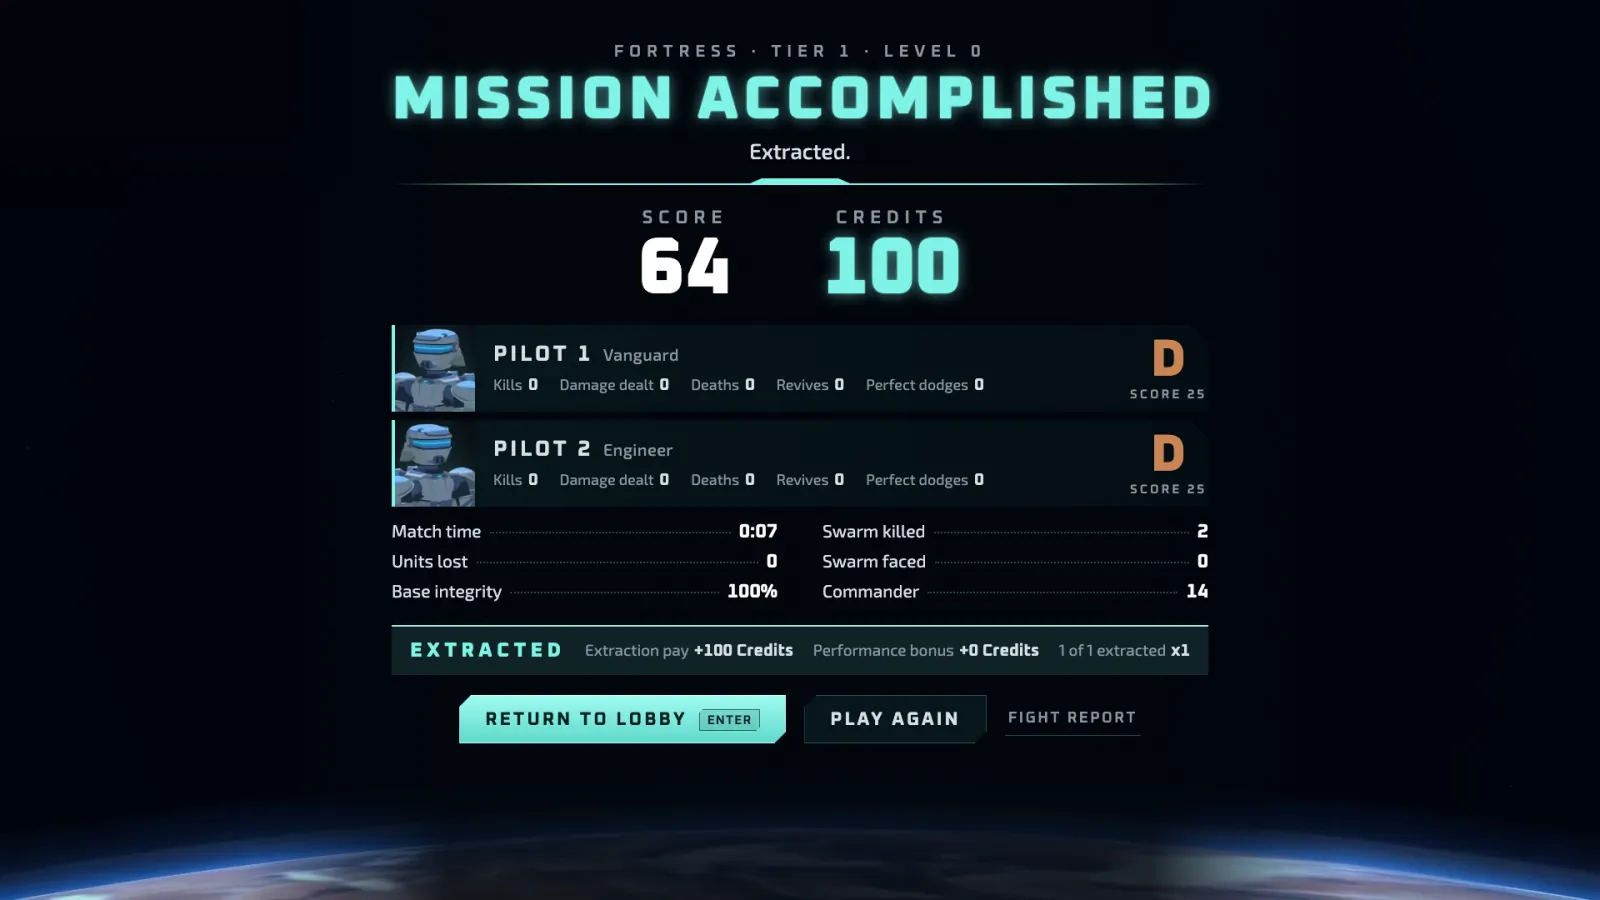 FORTRESS · TIER 1 · LEVEL 0
MISSION ACCOMPLISHED
Extracted.
SCORE
64
CREDITS
100
PILOT 1 Vanguard
Kills 0 Damage dealt 0 Deaths 0 Revives 0 Perfect dodges 0
D
SCORE 25
PILOT 2 Engineer
Kills 0 Damage dealt 0 Deaths 0 Revives 0 Perfect dodges 0
D
SCORE 25
Match time 0:07
Units lost 0
Base integrity 100%
Swarm killed 2
Swarm faced 0
Commander 14
EXTRACTED Extraction pay +100 Credits Performance bonus +0 Credits 1 of 1 extracted x1
RETURN TO LOBBY ENTER
PLAY AGAIN
FIGHT REPORT